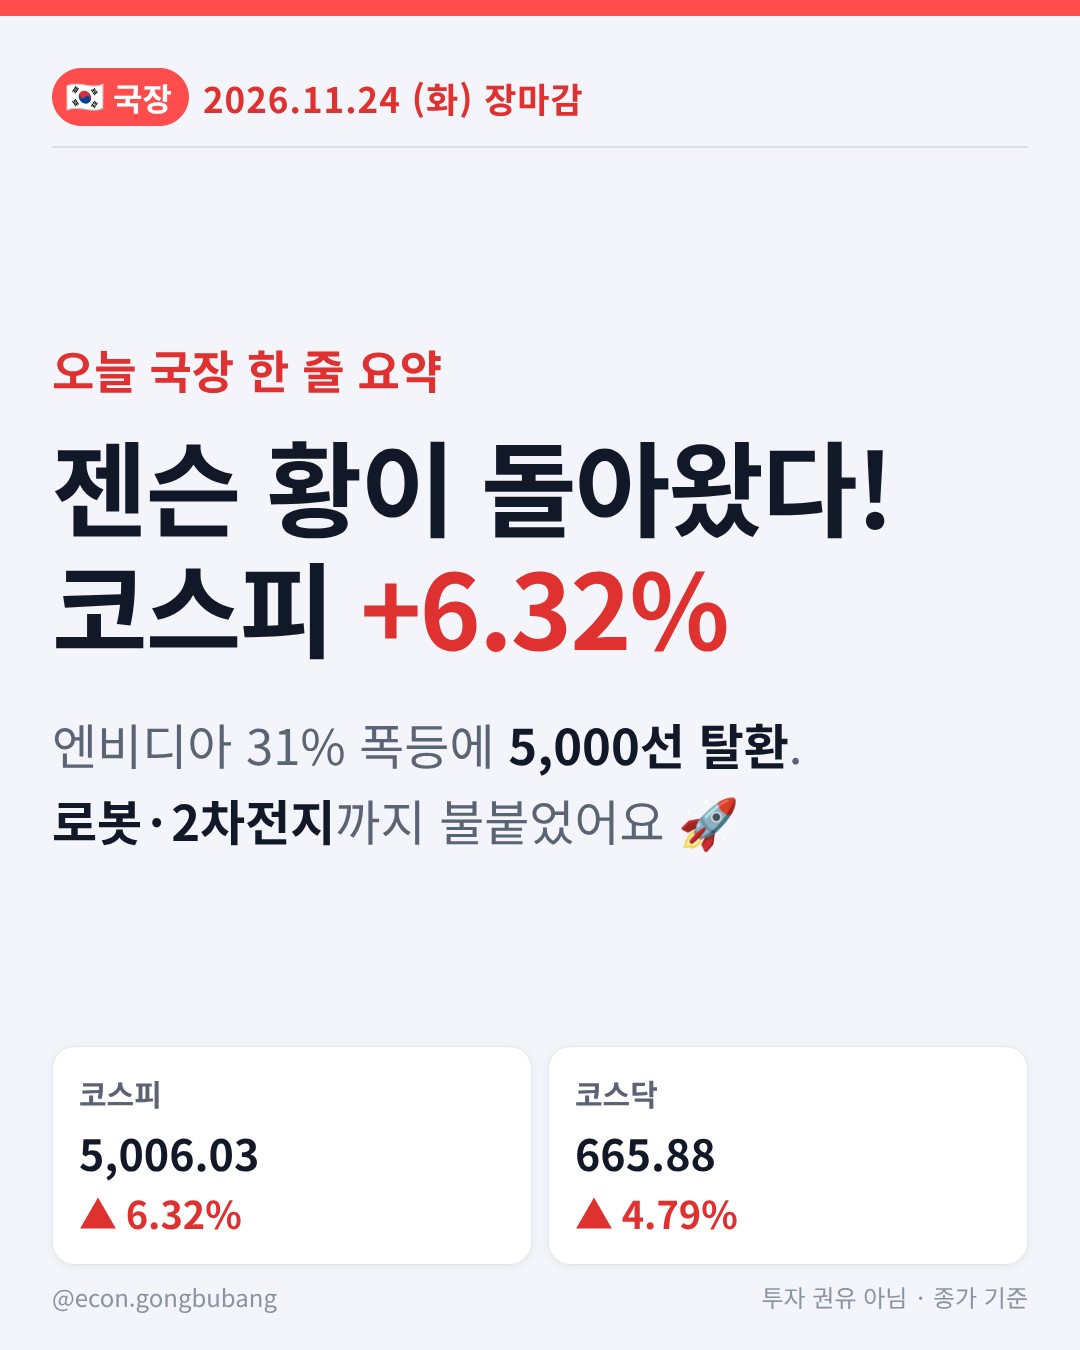 🇰🇷 국장 2026.11.24 (화) 장마감
오늘 국장 한 줄 요약
젠슨 황이 돌아왔다!
코스피 +6.32%
엔비디아 31% 폭등에 5,000선 탈환.
로봇·2차전지까지 불붙었어요 🚀
코스피
5,006.03
▲ 6.32%
코스닥
665.88
▲ 4.79%
@econ.gongbubang
투자 권유 아님 · 종가 기준